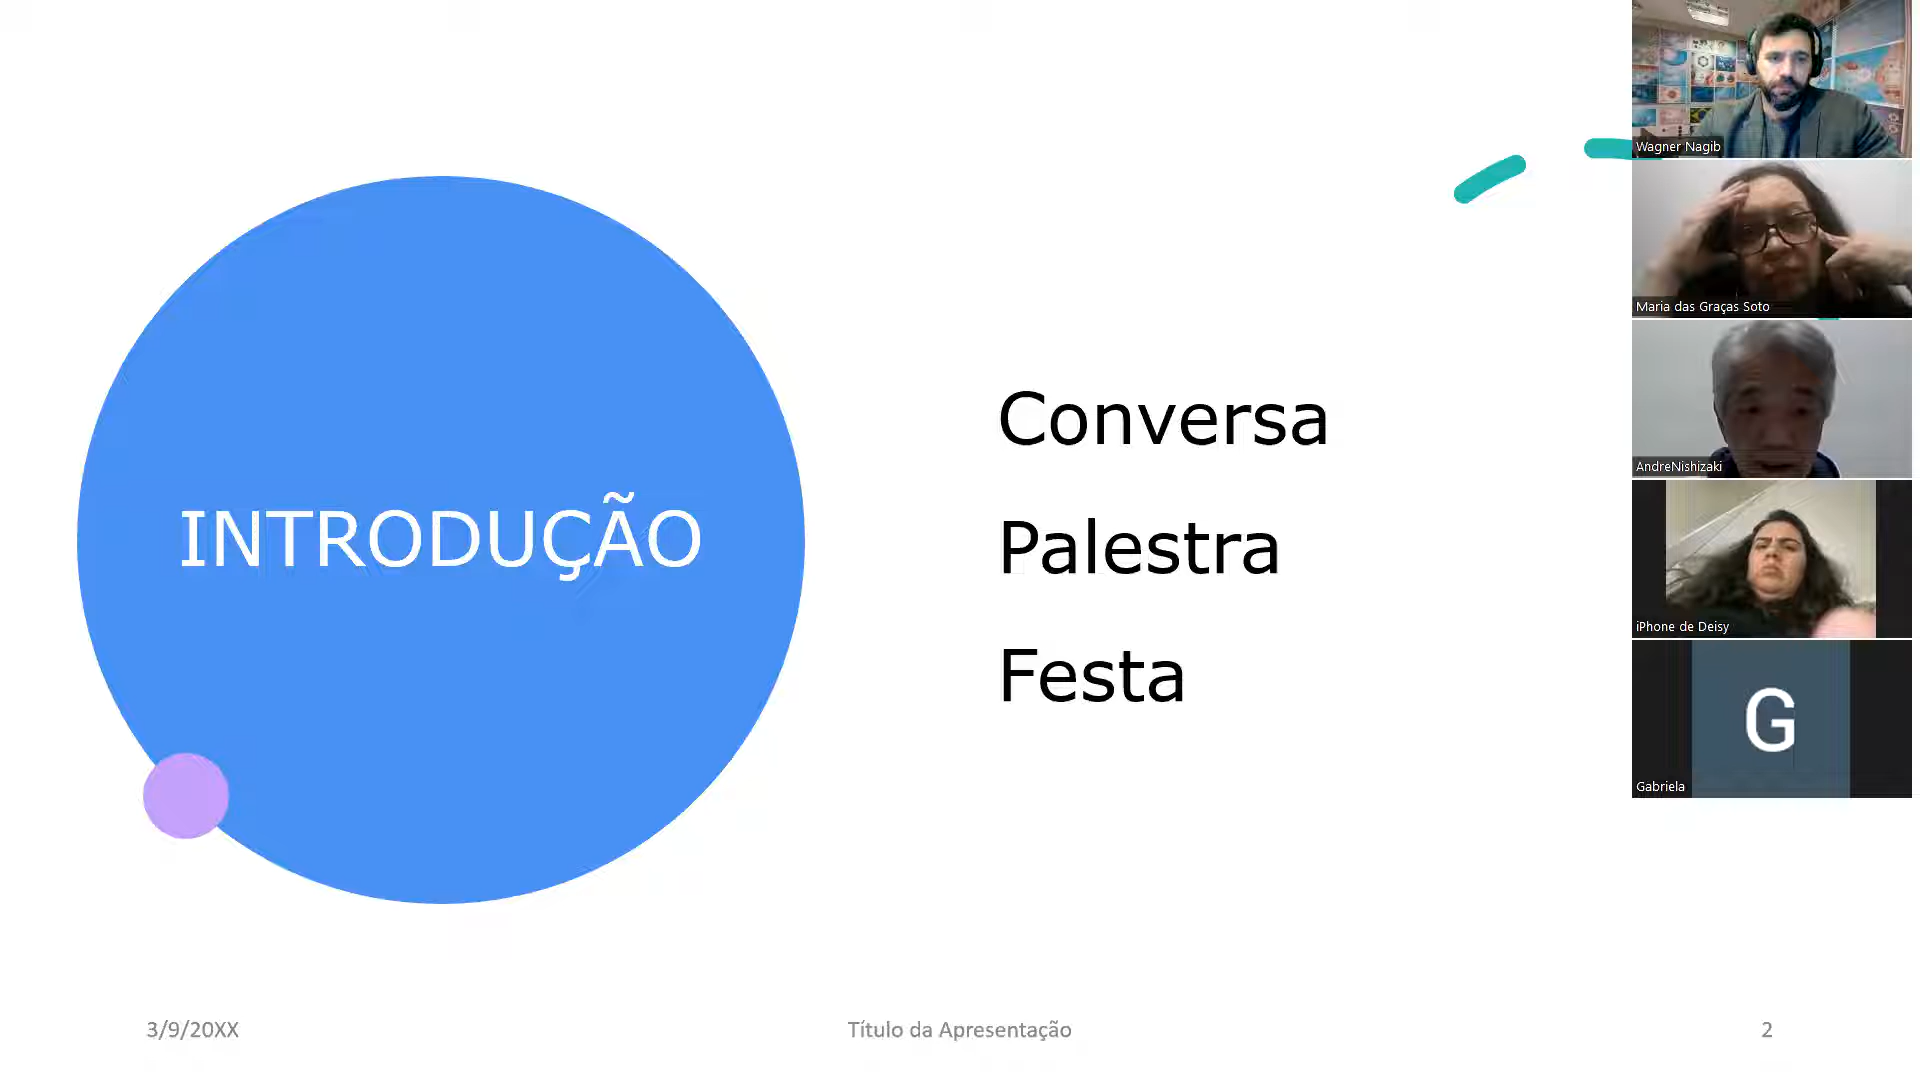 INTRODUÇÃO
Conversa
Palestra
Festa
3/9/20XX
Título da Apresentação
2
Wagner Nagib
Maria das Graças Soto
AndreNishizaki
iPhone de Deisy
G
Gabriela